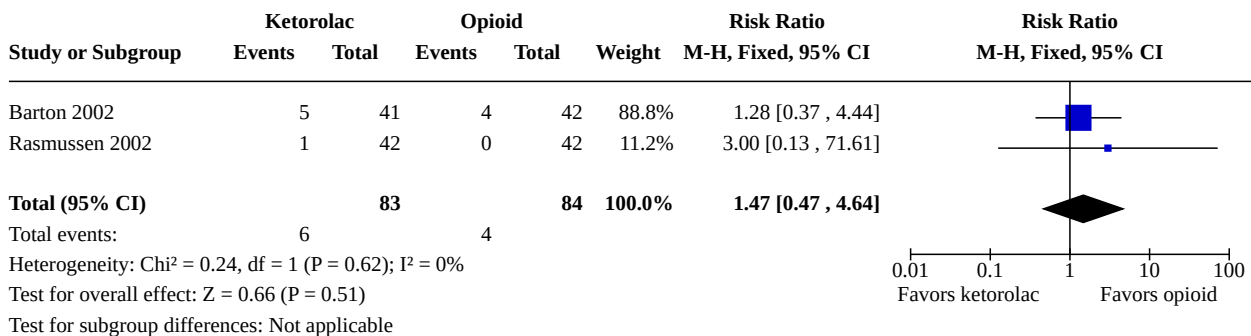 Ketorolac Opioid Risk Ratio Risk Ratio
Study or Subgroup Events Total Events Total Weight M-H, Fixed, 95% CI M-H, Fixed, 95% CI
Barton 2002 5 41 4 42 88.8% 1.28 [0.37 , 4.44]
Rasmussen 2002 1 42 0 42 11.2% 3.00 [0.13 , 71.61]
Total (95% CI) 83 84 100.0% 1.47 [0.47 , 4.64]
Total events: 6 4
Heterogeneity: Chi² = 0.24, df = 1 (P = 0.62); I² = 0%
Test for overall effect: Z = 0.66 (P = 0.51)
Test for subgroup differences: Not applicable
0.01 0.1 1 10 100
Favors ketorolac Favors opioid